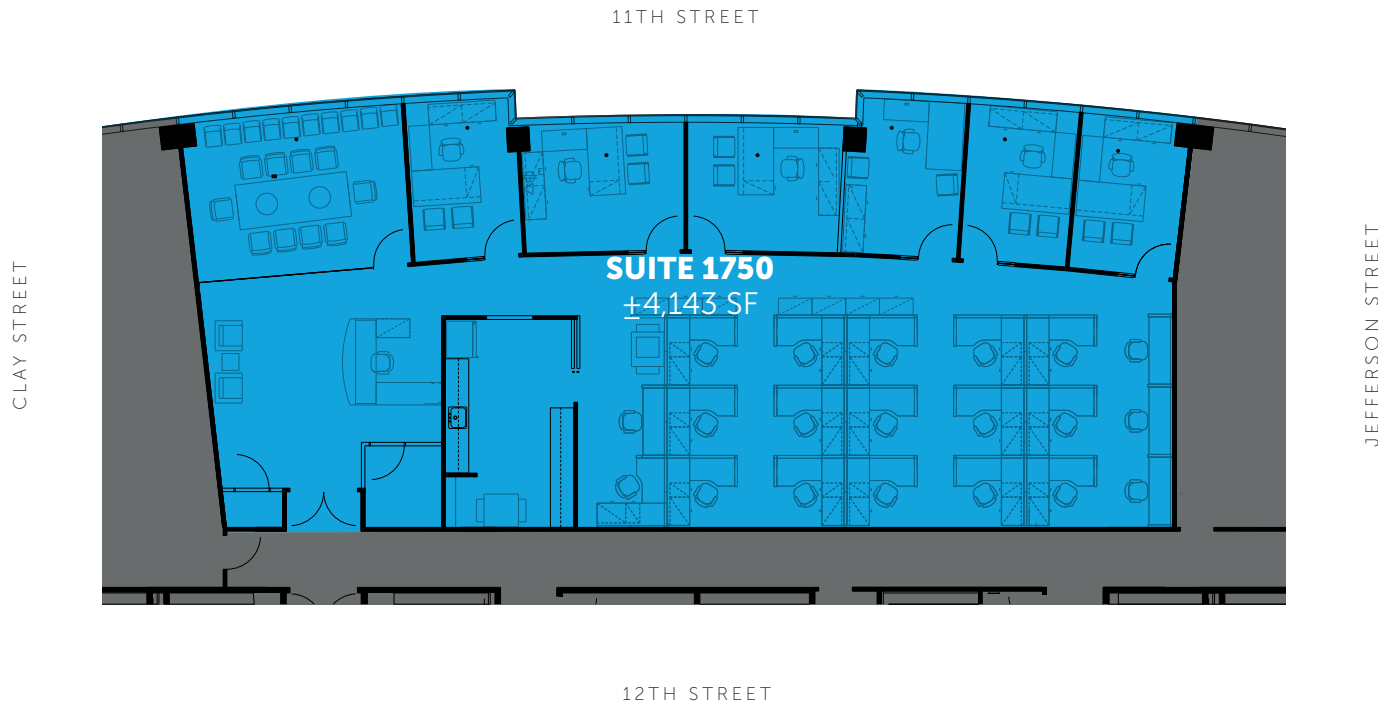 11TH STREET
CLAY STREET
JEFFERSON STREET
SUITE 1750
±4,143 SF
12TH STREET